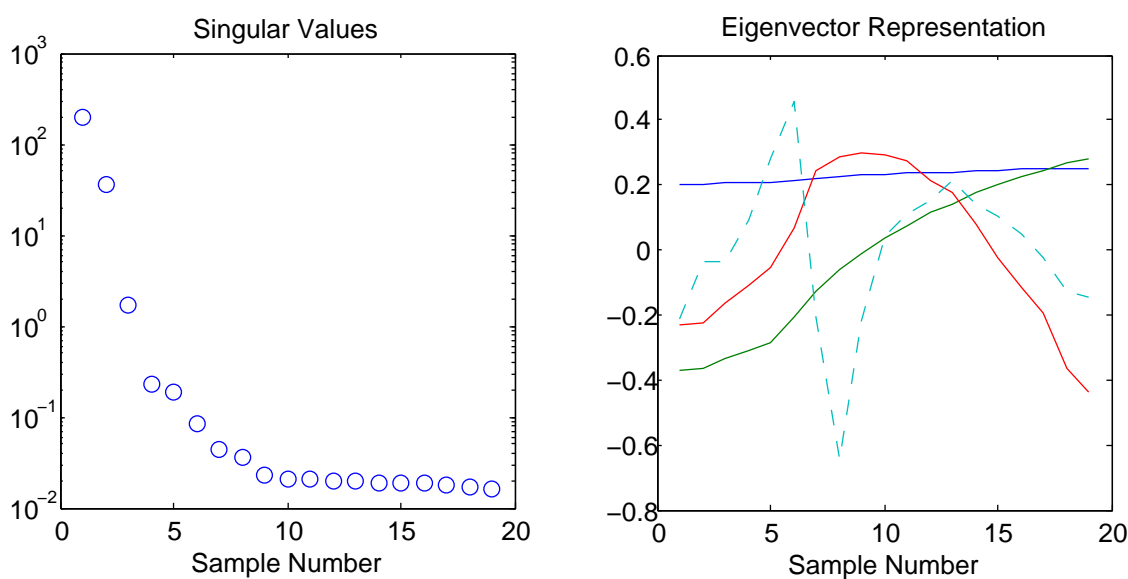 Singular Values
10^3
10^2
10^1
10^0
10^−1
10^−2
0 5 10 15 20
Sample Number
Eigenvector Representation
0.6
0.4
0.2
0
−0.2
−0.4
−0.6
−0.8
0 5 10 15 20
Sample Number